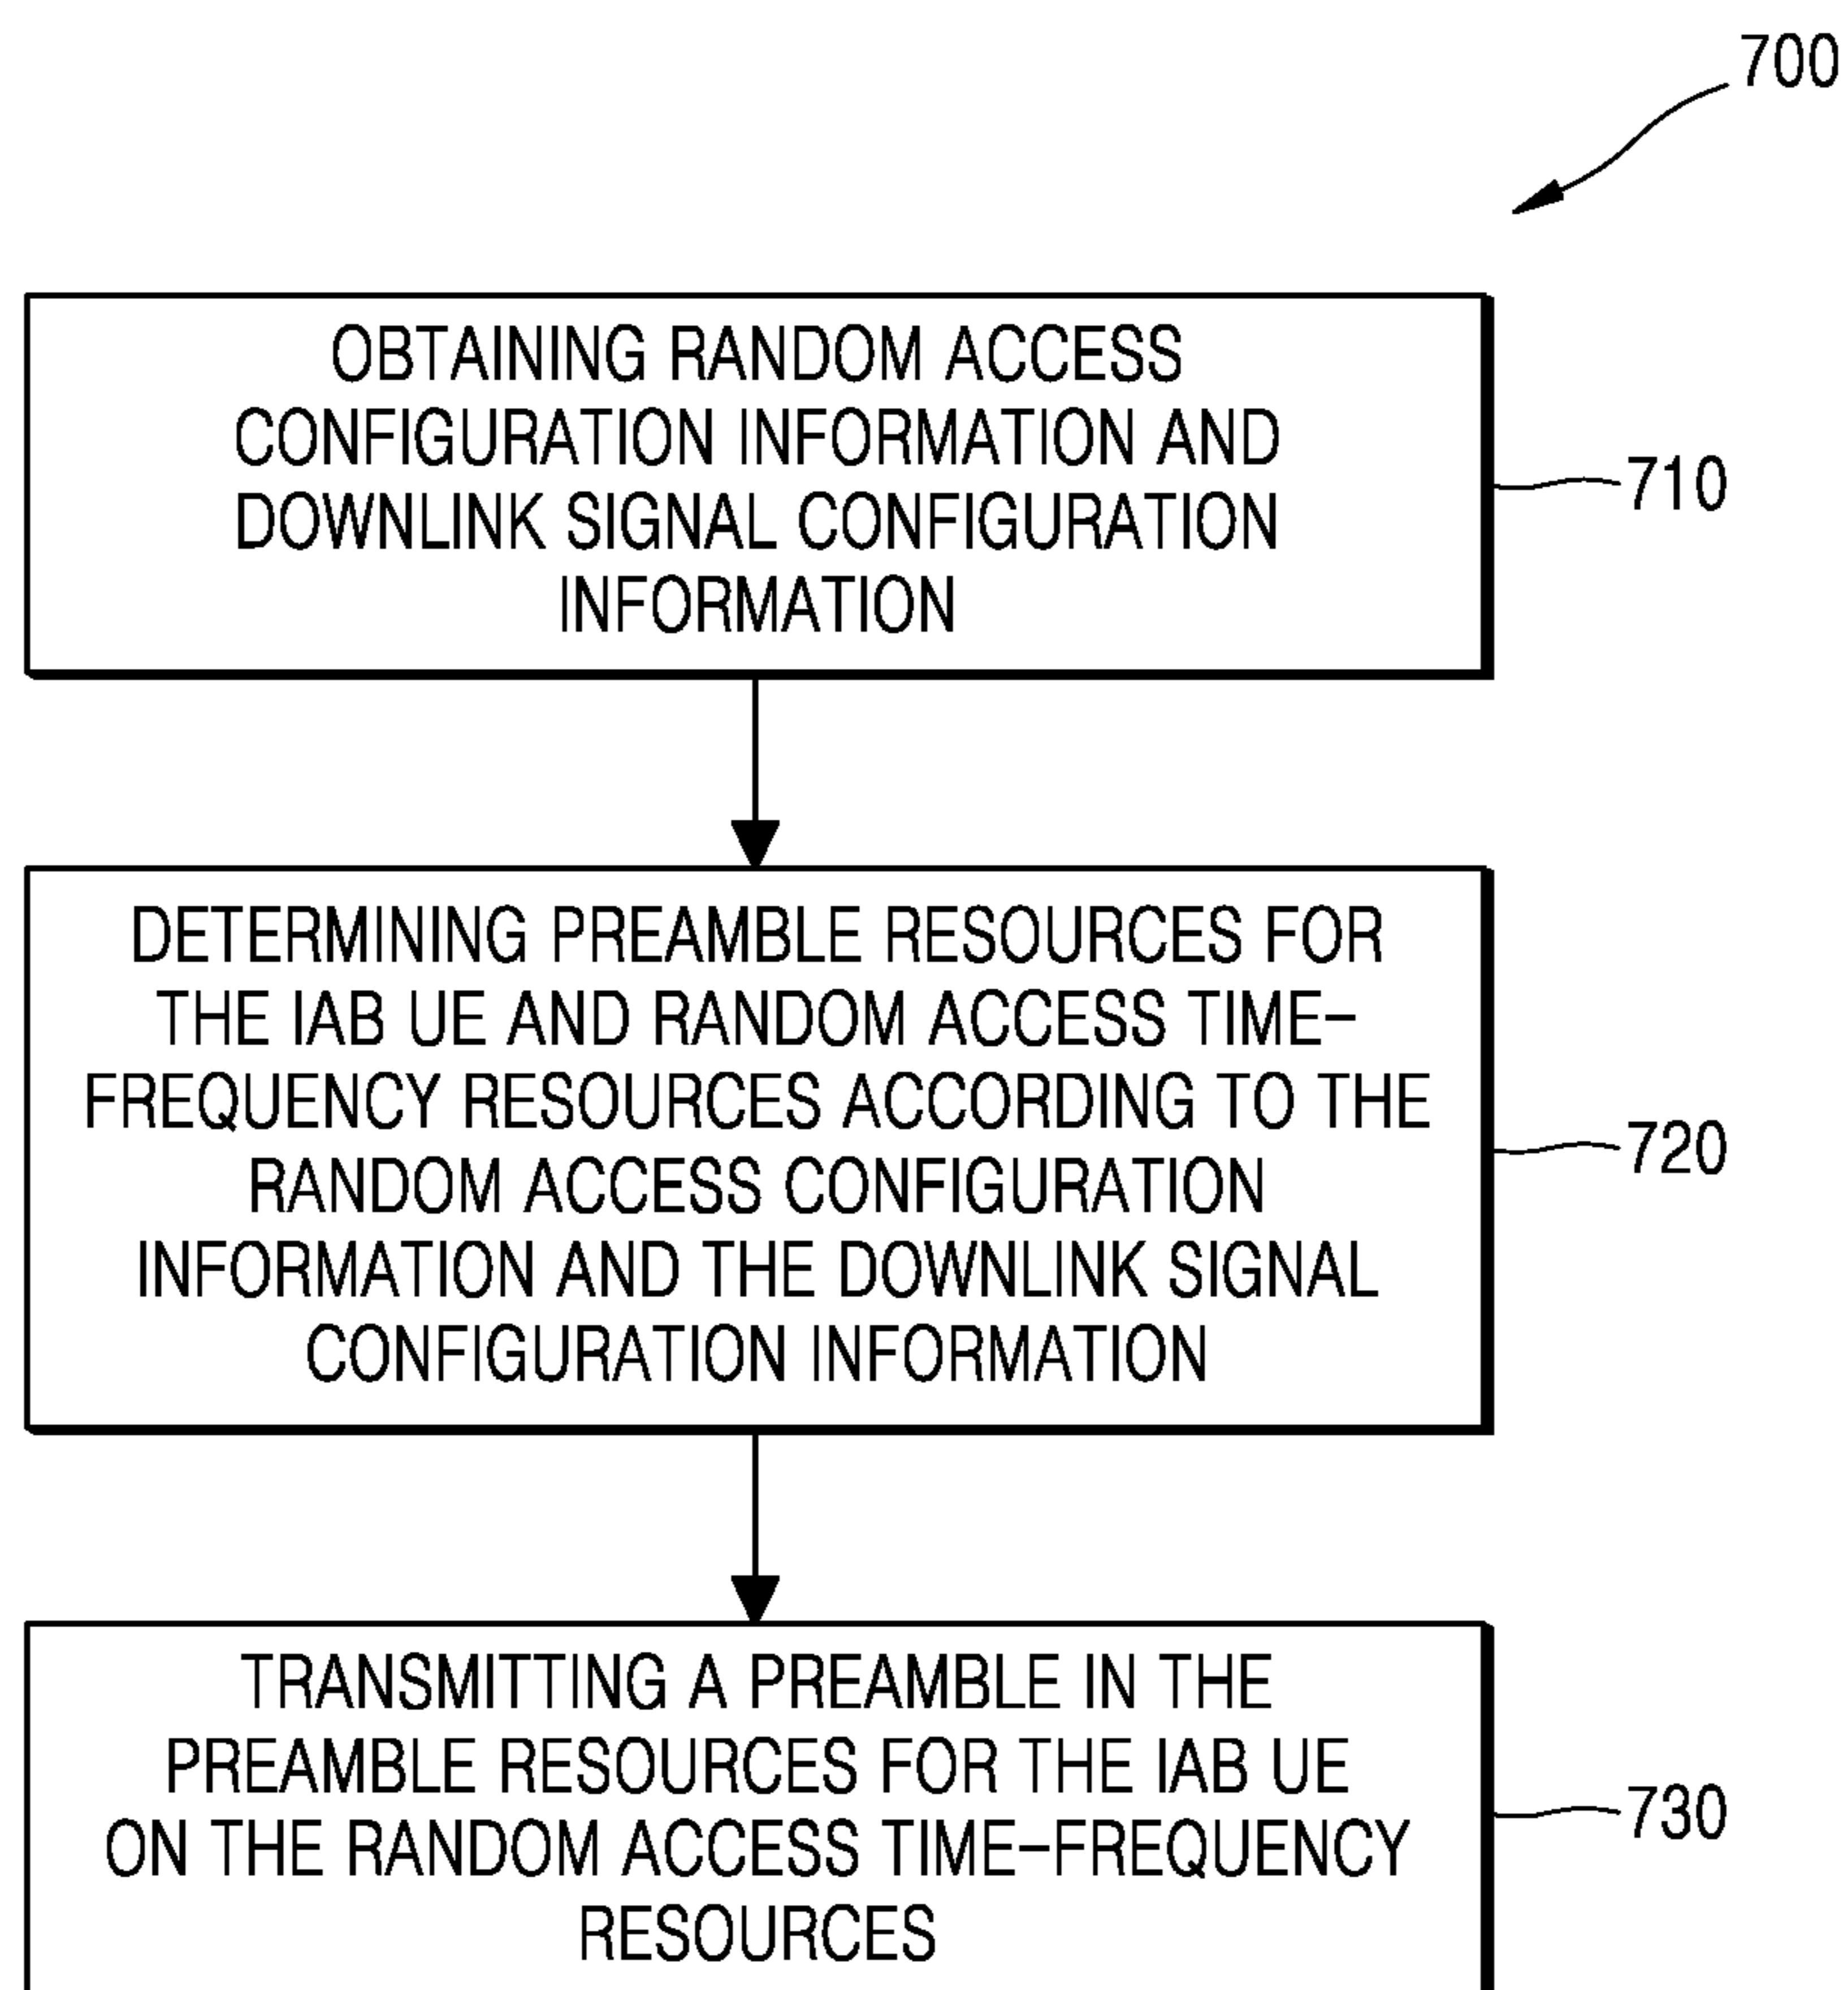 700
OBTAINING RANDOM ACCESS
CONFIGURATION INFORMATION AND
DOWNLINK SIGNAL CONFIGURATION
INFORMATION
710
DETERMINING PREAMBLE RESOURCES FOR
THE IAB UE AND RANDOM ACCESS TIME-
FREQUENCY RESOURCES ACCORDING TO THE
RANDOM ACCESS CONFIGURATION
INFORMATION AND THE DOWNLINK SIGNAL
CONFIGURATION INFORMATION
720
TRANSMITTING A PREAMBLE IN THE
PREAMBLE RESOURCES FOR THE IAB UE
ON THE RANDOM ACCESS TIME-FREQUENCY
RESOURCES
730